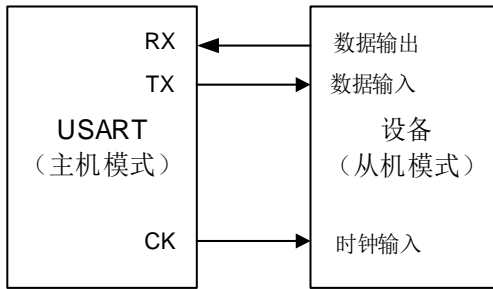 RX
数据输出
TX
数据输入
USART
（主机模式）
设备
（从机模式）
CK
时钟输入